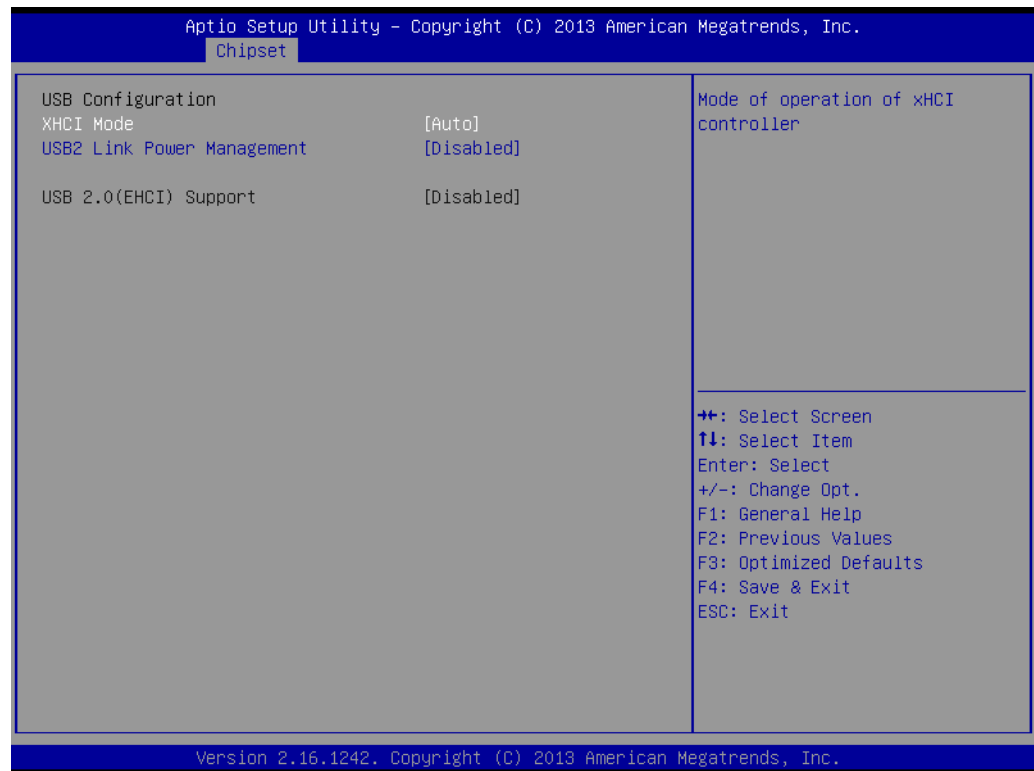 Aptio Setup Utility – Copyright (C) 2013 American Megatrends, Inc.
Chipset
USB Configuration
XHCI Mode [Auto]
USB2 Link Power Management [Disabled]
USB 2.0(EHCI) Support [Disabled]
Mode of operation of xHCI
controller
→←: Select Screen
↑↓: Select Item
Enter: Select
+/-: Change Opt.
F1: General Help
F2: Previous Values
F3: Optimized Defaults
F4: Save & Exit
ESC: Exit
Version 2.16.1242. Copyright (C) 2013 American Megatrends, Inc.